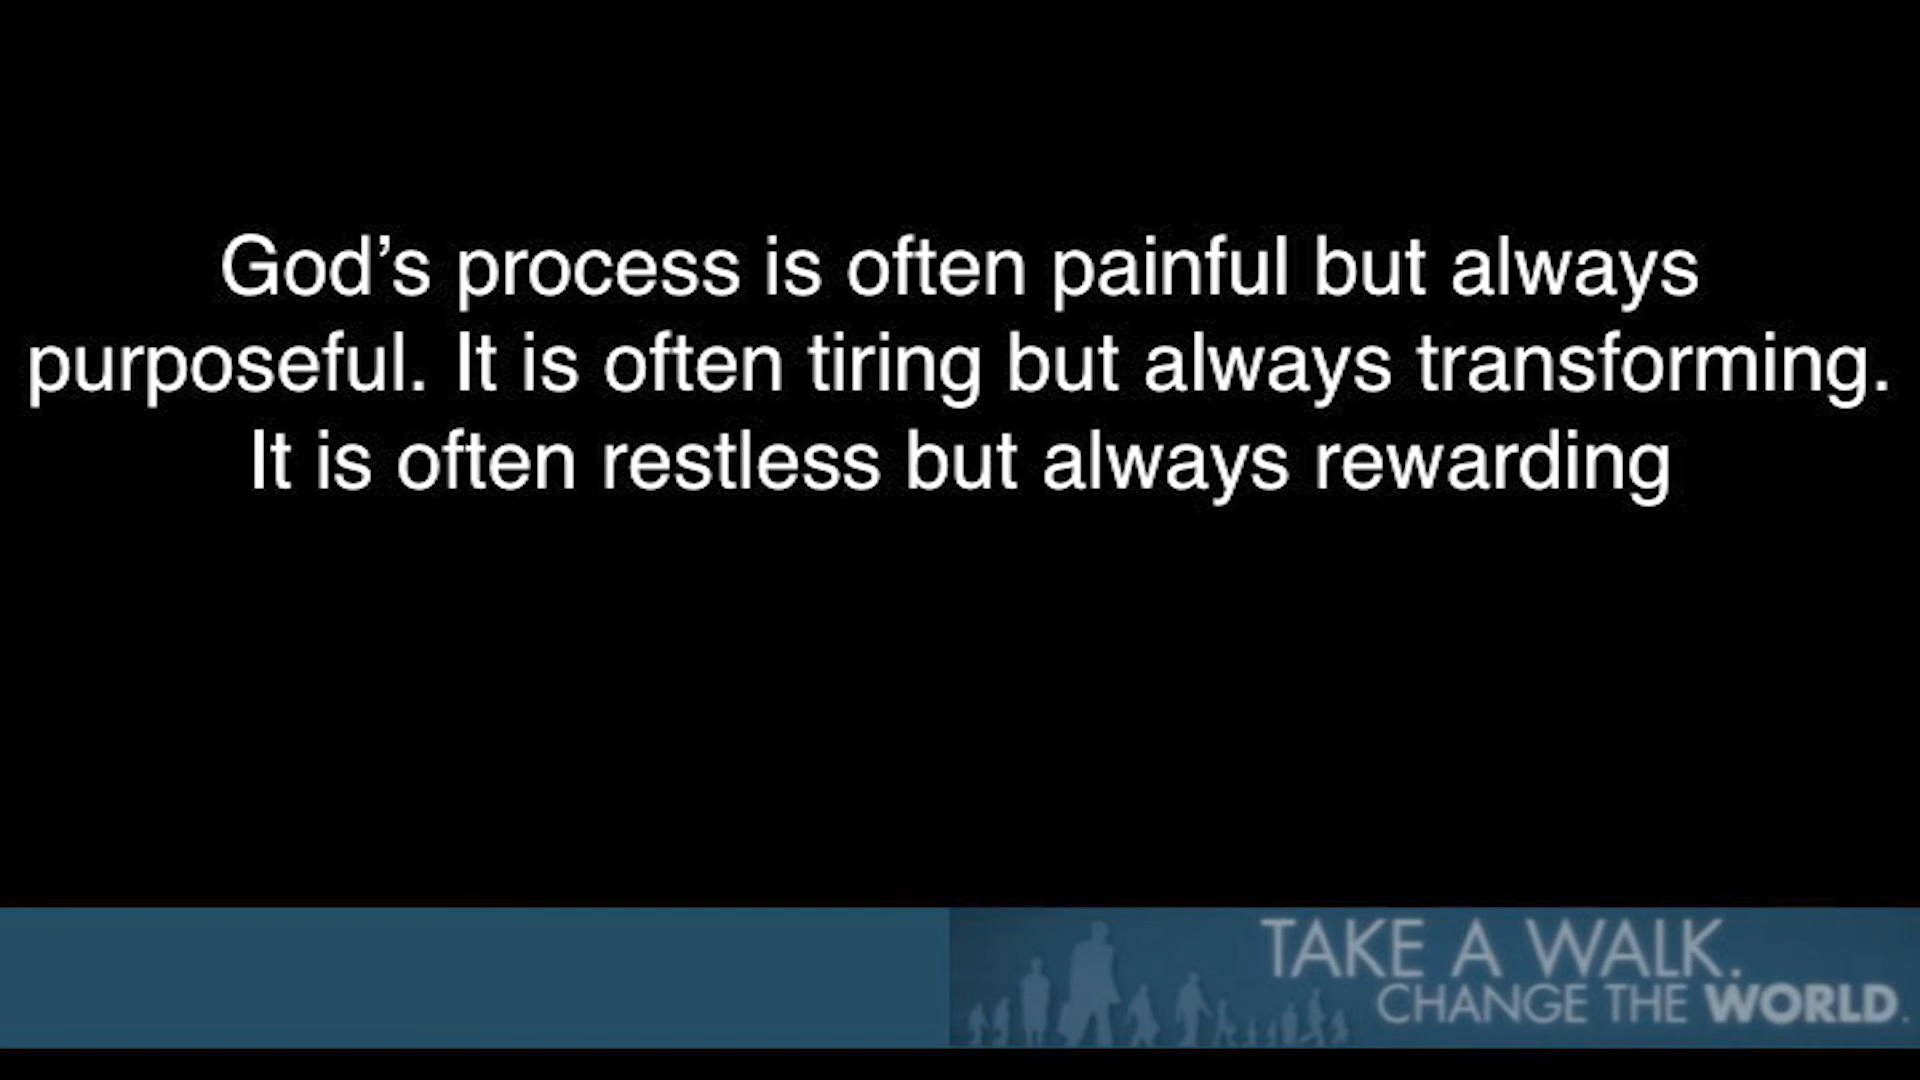 God’s process is often painful but always
purposeful. It is often tiring but always transforming.
It is often restless but always rewarding
TAKE A WALK.
CHANGE THE WORLD.